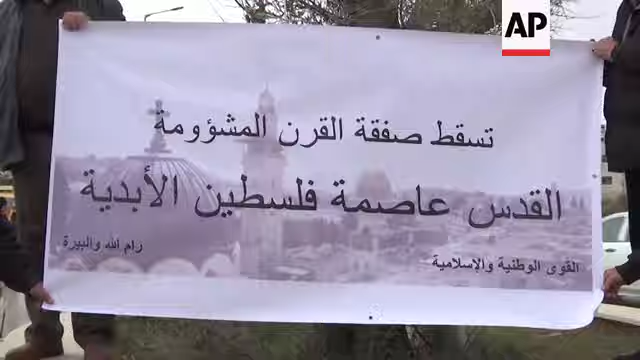 AP
تسقط صفقة القرن المشؤومة
القدس عاصمة فلسطين الأبدية
القوى الوطنية والإسلامية
رام الله والبيرة